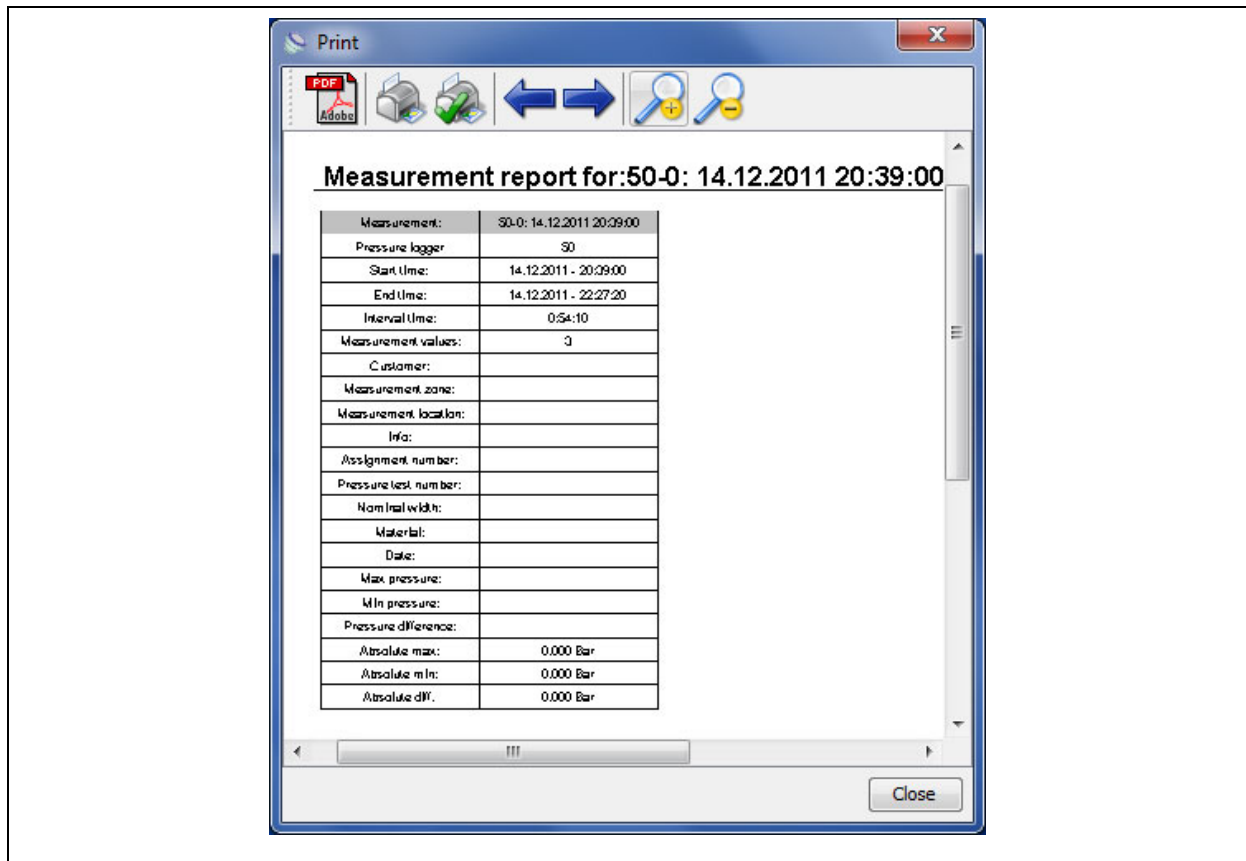 Print
PDF
Adobe
Measurement report for:50-0: 14.12.2011 20:39:00
Measurement: 50-0: 14.12.2011 20:39:00
Pressure logger 50
Start time: 14.12.2011 - 20:39:00
End time: 14.12.2011 - 22:27:20
Interval time: 0:54:10
Measurement values: 3
Customer:
Measurement zone:
Measurement location:
Info:
Assignment number:
Pressure test number:
Nominal width:
Material:
Date:
Max pressure:
Min pressure:
Pressure difference:
Absolute max: 0.000 Bar
Absolute min: 0.000 Bar
Absolute diff. 0.000 Bar
Close